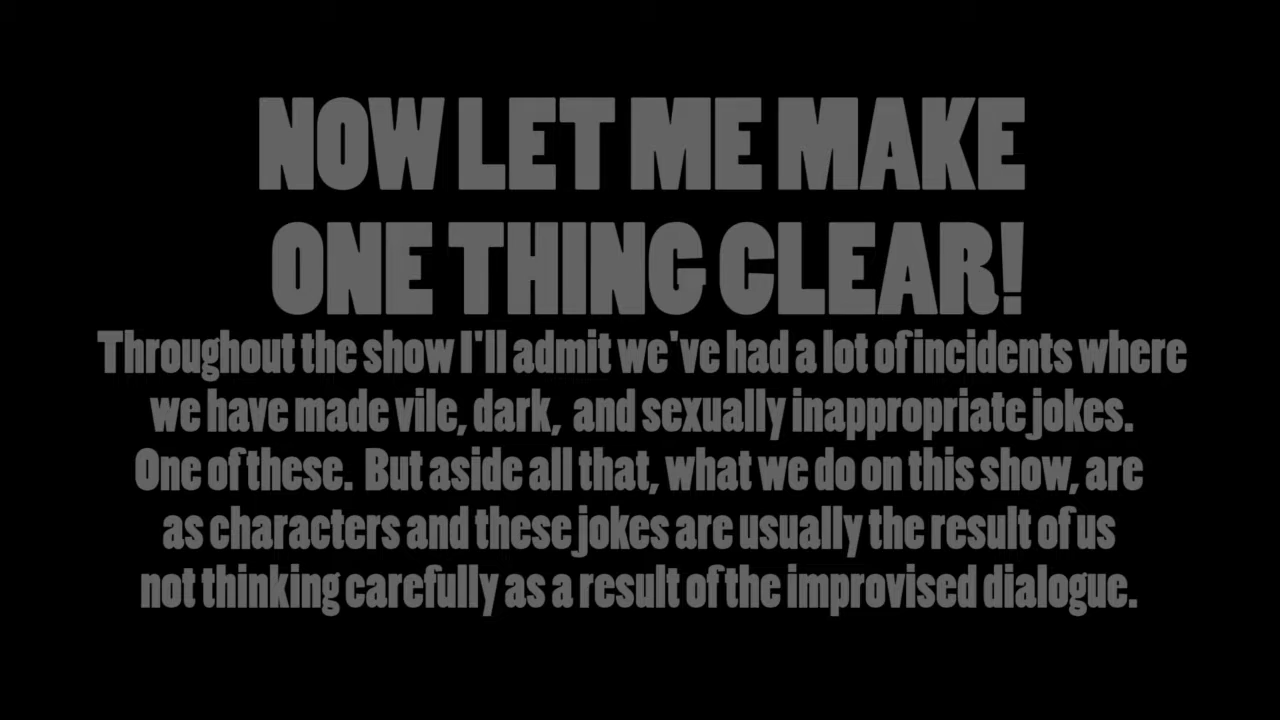 NOW LET ME MAKE
ONE THING CLEAR!
Throughout the show I'll admit we've had a lot of incidents where
we have made vile, dark, and sexually inappropriate jokes.
One of these. But aside all that, what we do on this show, are
as characters and these jokes are usually the result of us
not thinking carefully as a result of the improvised dialogue.